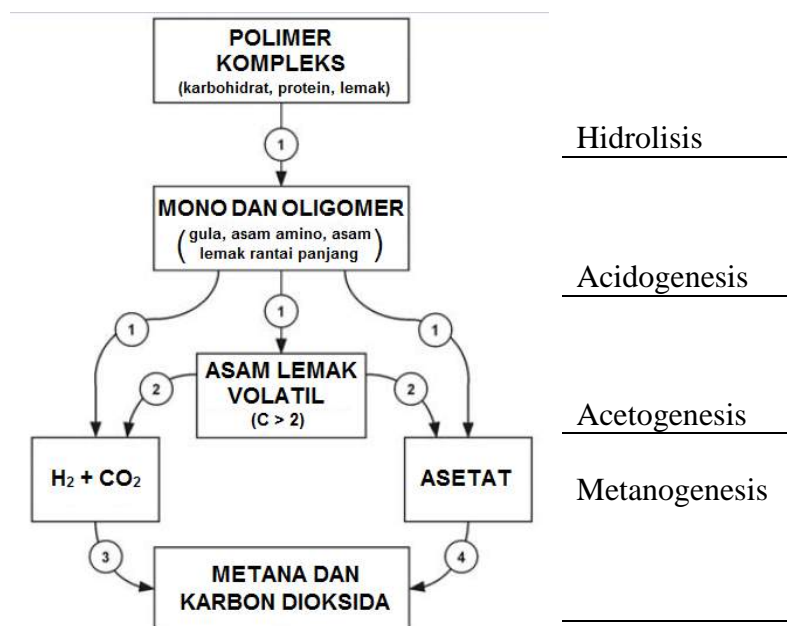 POLIMER
KOMPLEKS
(karbohidrat, protein, lemak)
1
Hidrolisis
MONO DAN OLIGOMER
(gula, asam amino, asam
lemak rantai panjang)
Acidogenesis
1
1
1
ASAM LEMAK
VOLATIL
(C > 2)
2
2
Acetogenesis
H₂ + CO₂
ASETAT
Metanogenesis
3
4
METANA DAN
KARBON DIOKSIDA